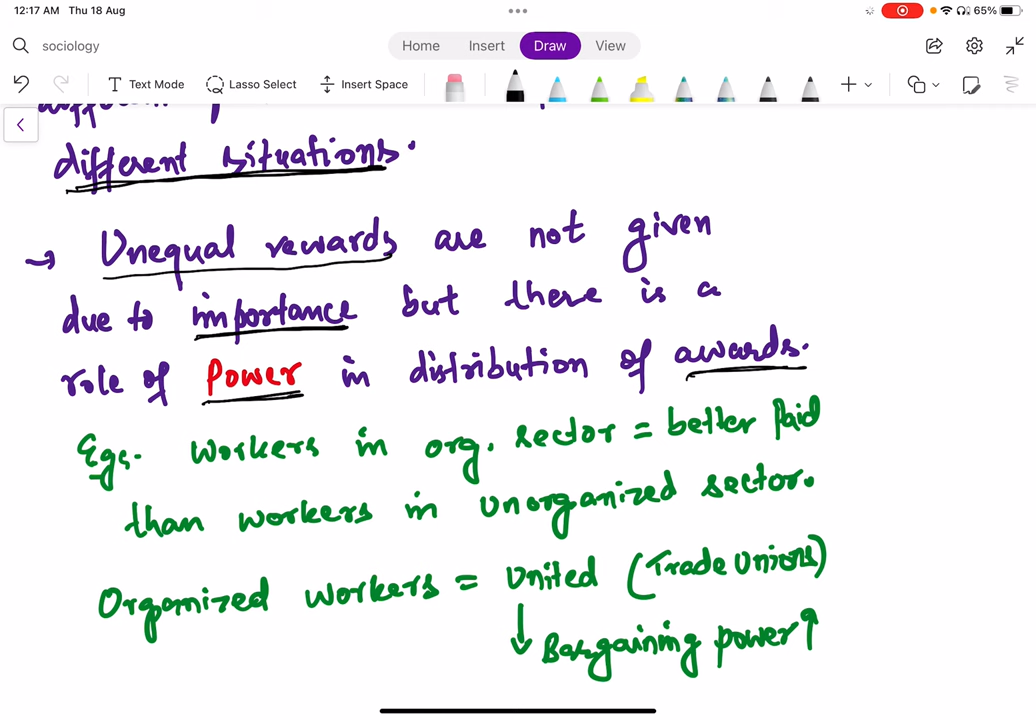 12:17 AM Thu 18 Aug
65%
sociology
Home Insert Draw View
Text Mode Lasso Select Insert Space
different situations.
→ Unequal rewards are not given
due to importance but there is a
role of Power in distribution of awards.
Egs. workers in org. sector = better Paid
than workers in unorganized sector.
Organized workers = United (Trade Unions)
↓ Bargaining power ↑